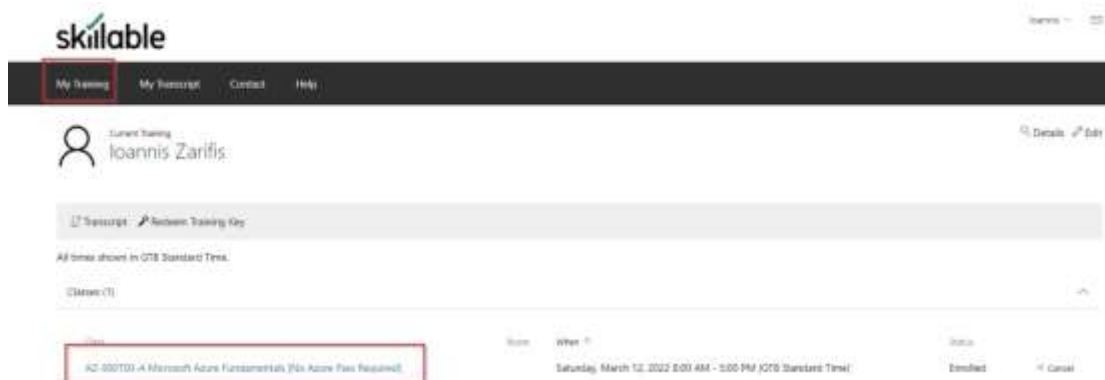 skillable
Ioannis
My Training My Transcript Contact Help
Current Training
Ioannis Zarifis
Details Edit
Transcript Redeem Training Key
All times shown in GTB Standard Time.
Classes (1)
Class Room When Status
AZ-900T00-A Microsoft Azure Fundamentals [No Azure Pass Required] Saturday, March 12, 2022 8:00 AM - 5:00 PM (GTB Standard Time) Enrolled Cancel